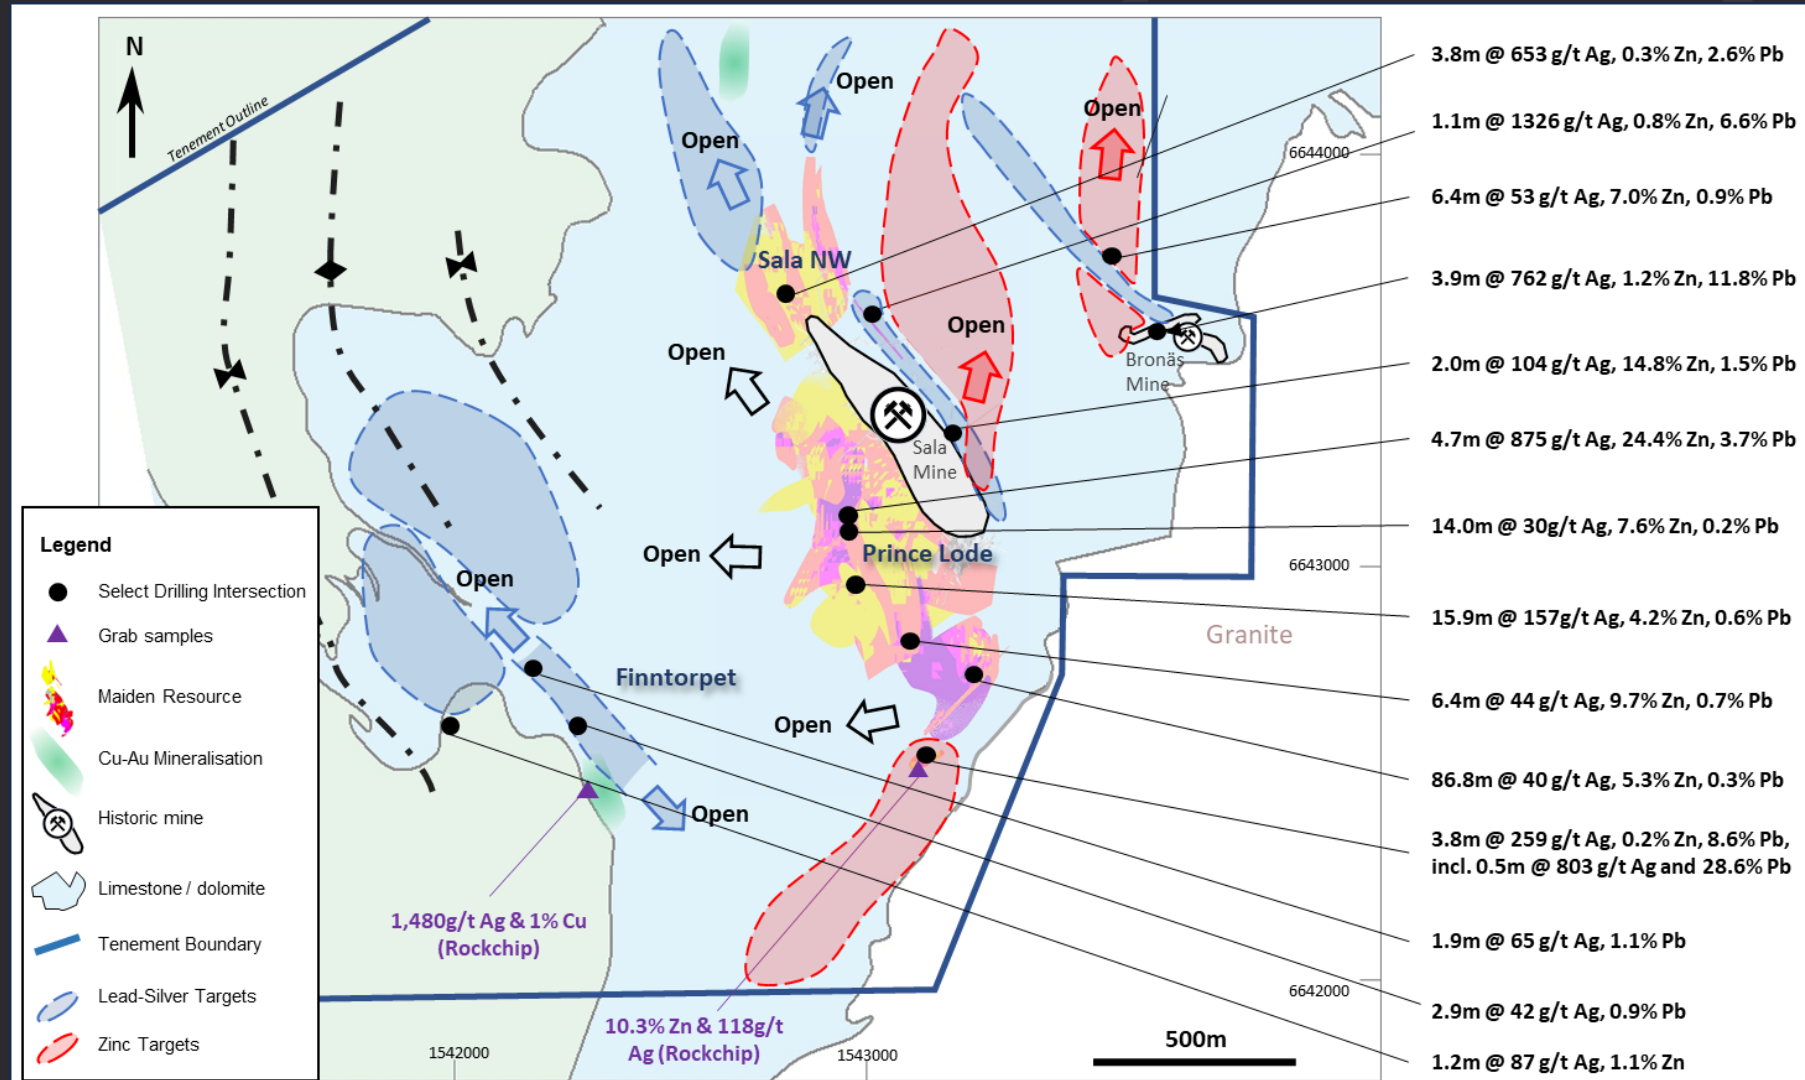 N
Tenement Outline
Open
Open
Open
Sala NW
Open
Open
Bronäs
Mine
Sala
Mine
Open
Prince Lode
Open
Finntorpet
Granite
Open
Open
1,480g/t Ag & 1% Cu
(Rockchip)
10.3% Zn & 118g/t
Ag (Rockchip)
6644000
6643000
6642000
1542000
1543000
500m
3.8m @ 653 g/t Ag, 0.3% Zn, 2.6% Pb
1.1m @ 1326 g/t Ag, 0.8% Zn, 6.6% Pb
6.4m @ 53 g/t Ag, 7.0% Zn, 0.9% Pb
3.9m @ 762 g/t Ag, 1.2% Zn, 11.8% Pb
2.0m @ 104 g/t Ag, 14.8% Zn, 1.5% Pb
4.7m @ 875 g/t Ag, 24.4% Zn, 3.7% Pb
14.0m @ 30g/t Ag, 7.6% Zn, 0.2% Pb
15.9m @ 157g/t Ag, 4.2% Zn, 0.6% Pb
6.4m @ 44 g/t Ag, 9.7% Zn, 0.7% Pb
86.8m @ 40 g/t Ag, 5.3% Zn, 0.3% Pb
3.8m @ 259 g/t Ag, 0.2% Zn, 8.6% Pb,
incl. 0.5m @ 803 g/t Ag and 28.6% Pb
1.9m @ 65 g/t Ag, 1.1% Pb
2.9m @ 42 g/t Ag, 0.9% Pb
1.2m @ 87 g/t Ag, 1.1% Zn
Legend
Select Drilling Intersection
Grab samples
Maiden Resource
Cu-Au Mineralisation
Historic mine
Limestone / dolomite
Tenement Boundary
Lead-Silver Targets
Zinc Targets